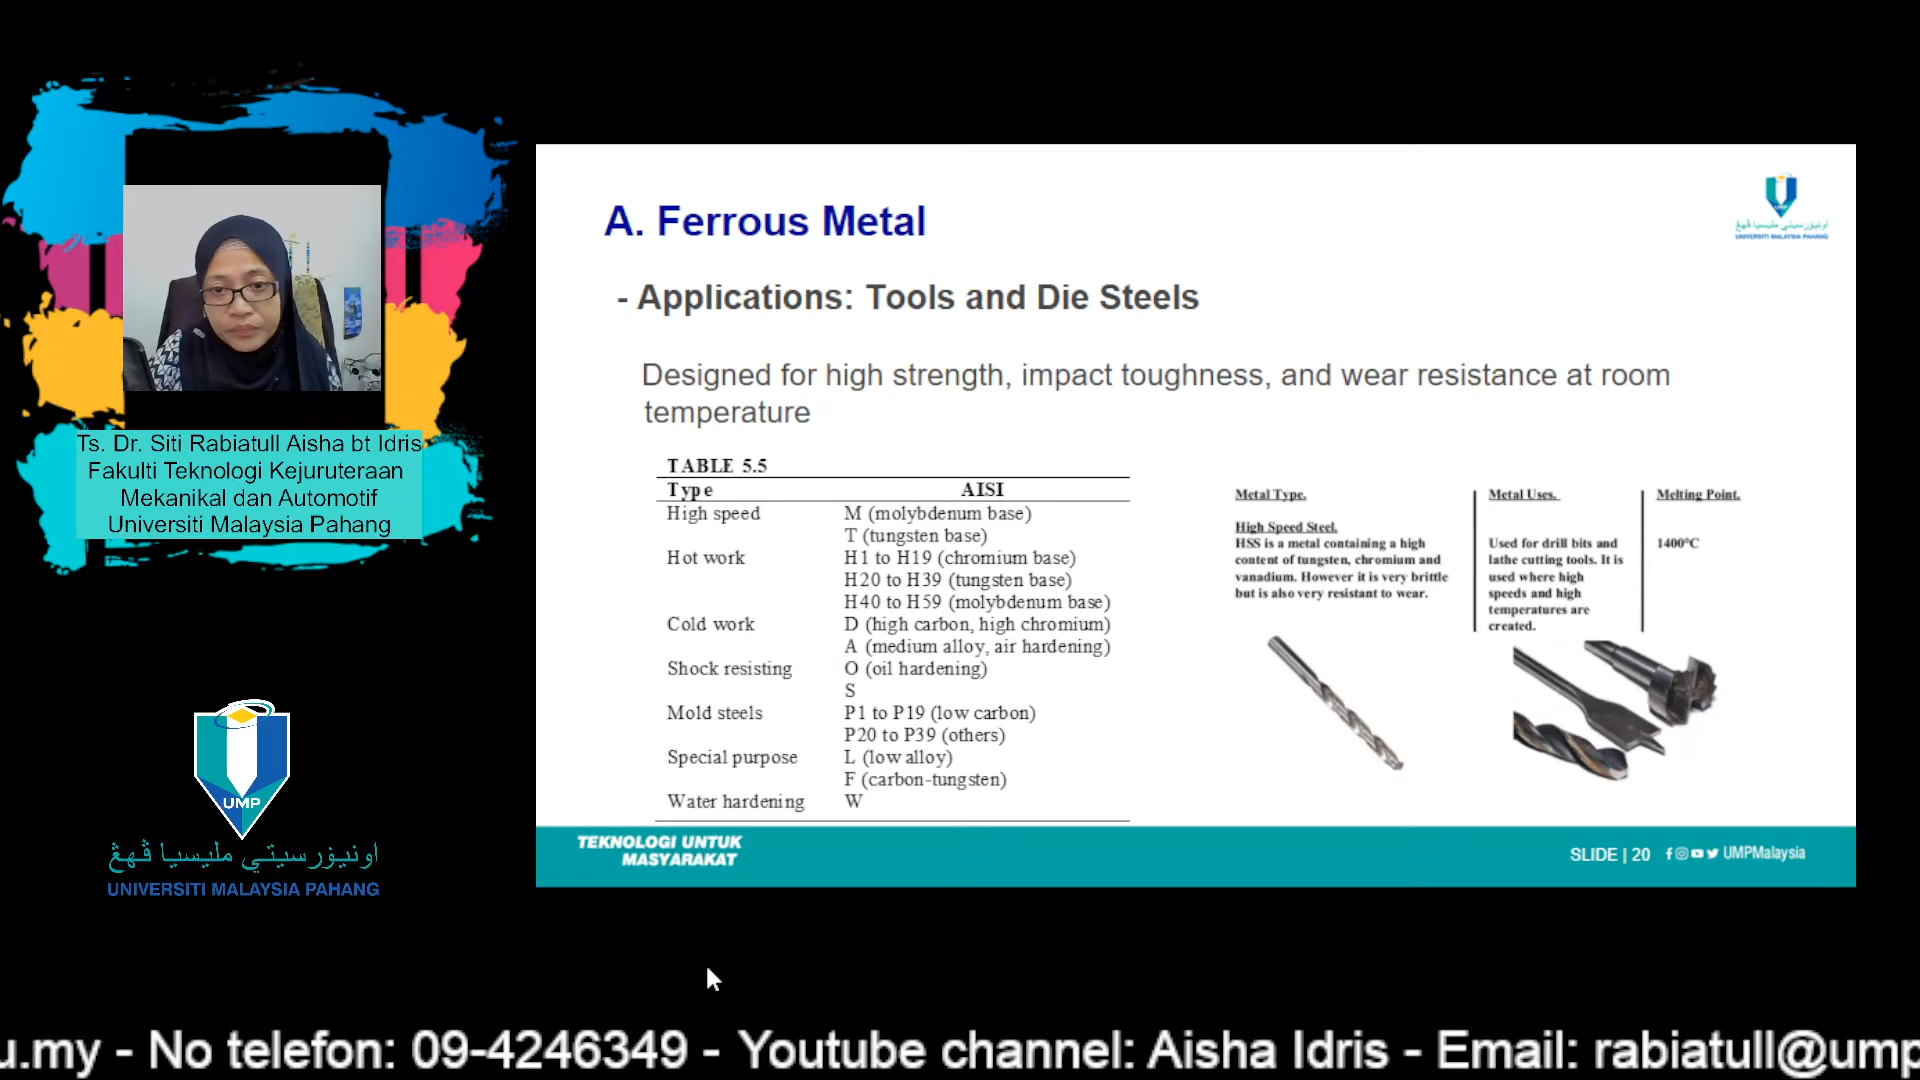 Ts. Dr. Siti Rabiatull Aisha bt Idris
Fakulti Teknologi Kejuruteraan
Mekanikal dan Automotif
Universiti Malaysia Pahang
UMP
اونيۏرسيتي مليسيا ڤهڠ
UNIVERSITI MALAYSIA PAHANG
A. Ferrous Metal
UMP
اونيۏرسيتي مليسيا ڤهڠ
UNIVERSITI MALAYSIA PAHANG
- Applications: Tools and Die Steels
Designed for high strength, impact toughness, and wear resistance at room
temperature
TABLE 5.5
Type AISI
High speed M (molybdenum base)
T (tungsten base)
Hot work H1 to H19 (chromium base)
H20 to H39 (tungsten base)
H40 to H59 (molybdenum base)
Cold work D (high carbon, high chromium)
A (medium alloy, air hardening)
Shock resisting O (oil hardening)
S
Mold steels P1 to P19 (low carbon)
P20 to P39 (others)
Special purpose L (low alloy)
F (carbon-tungsten)
Water hardening W
Metal Type.
High Speed Steel.
HSS is a metal containing a high
content of tungsten, chromium and
vanadium. However it is very brittle
but is also very resistant to wear.
Metal Uses.
Used for drill bits and
lathe cutting tools. It is
used where high
speeds and high
temperatures are
created.
Melting Point.
1400°C
TEKNOLOGI UNTUK
MASYARAKAT
SLIDE | 20 UMPMalaysia
u.my - No telefon: 09-4246349 - Youtube channel: Aisha Idris - Email: rabiatull@ump